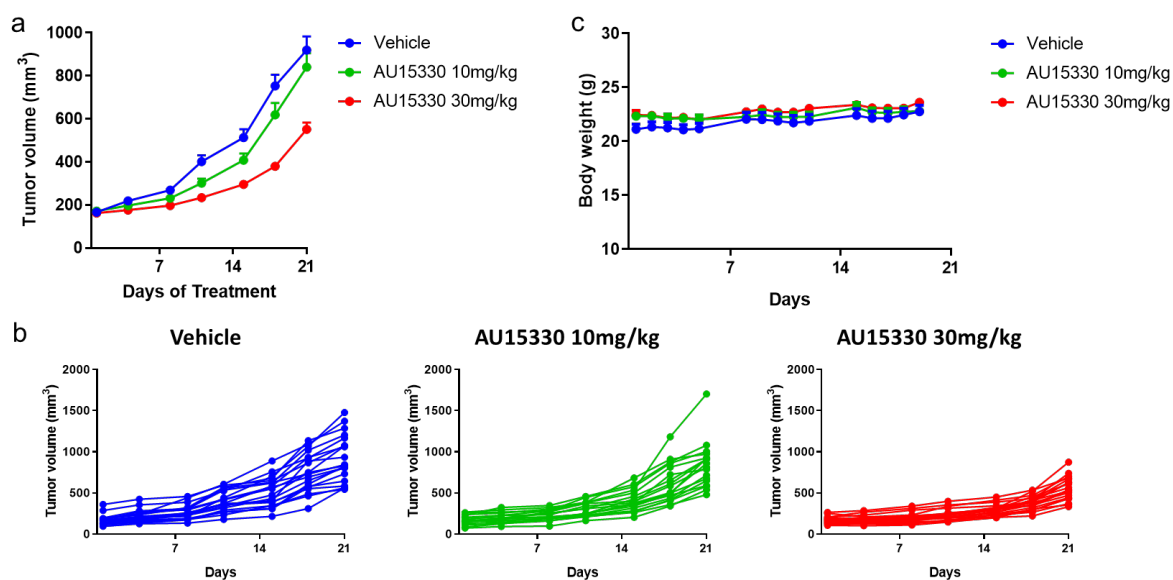 a
Tumor volume (mm³)
1000
800
600
400
200
0
7
14
21
Days of Treatment
Vehicle
AU15330 10mg/kg
AU15330 30mg/kg
c
Body weight (g)
30
25
20
15
10
7
14
21
Days
Vehicle
AU15330 10mg/kg
AU15330 30mg/kg
b
Vehicle
Tumor volume (mm³)
2000
1500
1000
500
0
7
14
21
Days
AU15330 10mg/kg
Tumor volume (mm³)
2000
1500
1000
500
0
7
14
21
Days
AU15330 30mg/kg
Tumor volume (mm³)
2000
1500
1000
500
0
7
14
21
Days